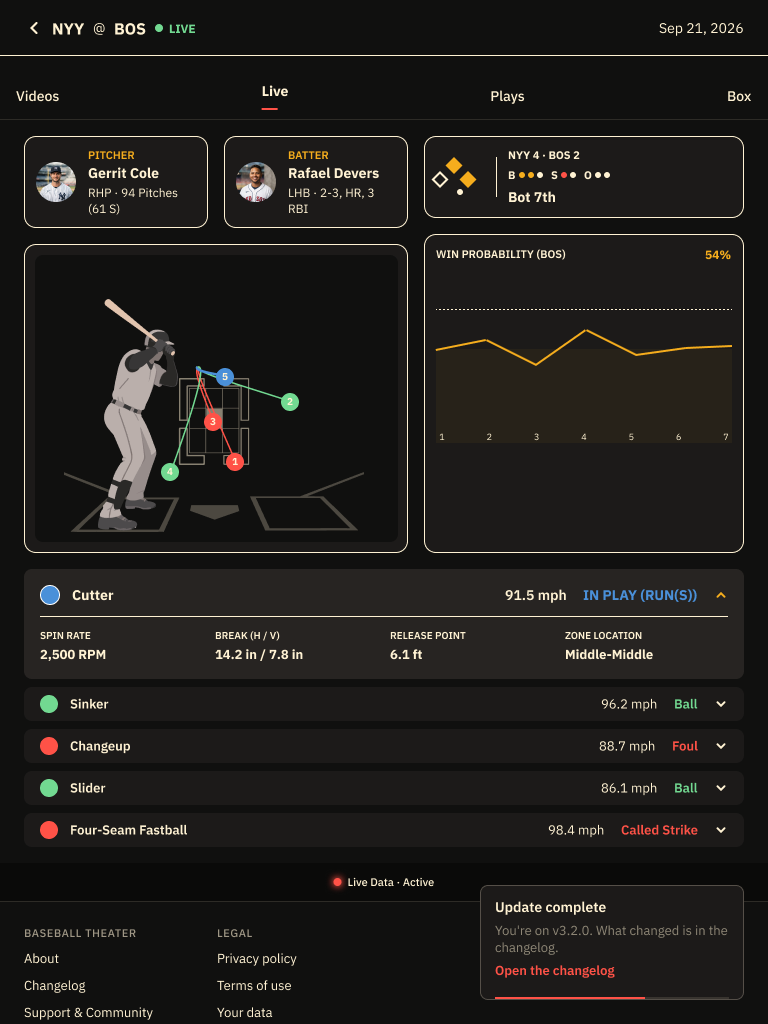 NYY @ BOS LIVE
Sep 21, 2026
Videos
Live
Plays
Box
PITCHER
Gerrit Cole
RHP · 94 Pitches
(61 S)
BATTER
Rafael Devers
LHB · 2-3, HR, 3
RBI
NYY 4 · BOS 2
B S O
Bot 7th
5
2
3
1
4
WIN PROBABILITY (BOS)
54%
1 2 3 4 5 6 7
Cutter
91.5 mph
IN PLAY (RUN(S))
SPIN RATE
2,500 RPM
BREAK (H / V)
14.2 in / 7.8 in
RELEASE POINT
6.1 ft
ZONE LOCATION
Middle-Middle
Sinker
96.2 mph
Ball
Changeup
88.7 mph
Foul
Slider
86.1 mph
Ball
Four-Seam Fastball
98.4 mph
Called Strike
Live Data · Active
BASEBALL THEATER
About
Changelog
Support & Community
LEGAL
Privacy policy
Terms of use
Your data
Update complete
You're on v3.2.0. What changed is in the
changelog.
Open the changelog